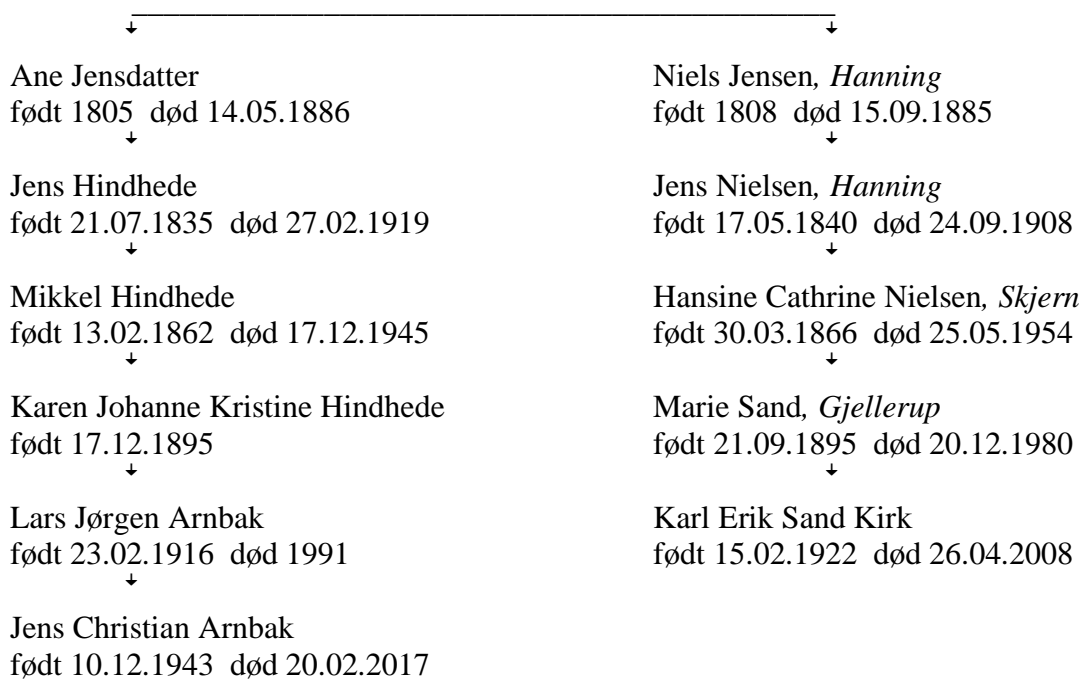 Ane Jensdatter
født 1805 død 14.05.1886
Jens Hindhede
født 21.07.1835 død 27.02.1919
Mikkel Hindhede
født 13.02.1862 død 17.12.1945
Karen Johanne Kristine Hindhede
født 17.12.1895
Lars Jørgen Arnbak
født 23.02.1916 død 1991
Jens Christian Arnbak
født 10.12.1943 død 20.02.2017
Niels Jensen, Hanning
født 1808 død 15.09.1885
Jens Nielsen, Hanning
født 17.05.1840 død 24.09.1908
Hansine Cathrine Nielsen, Skjern
født 30.03.1866 død 25.05.1954
Marie Sand, Gjellerup
født 21.09.1895 død 20.12.1980
Karl Erik Sand Kirk
født 15.02.1922 død 26.04.2008